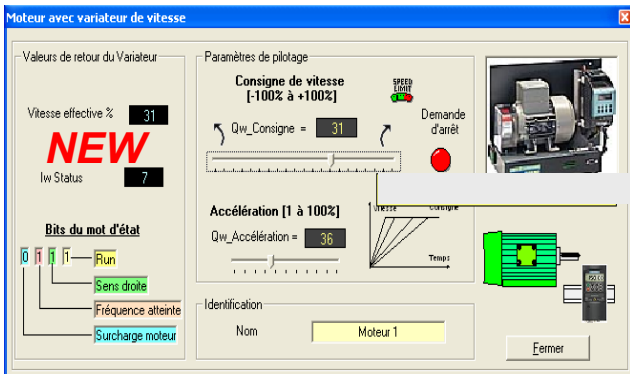 Moteur avec variateur de vitesse
Valeurs de retour du Variateur
Vitesse effective % 31
NEW
Iw Status 7
Bits du mot d'état
0 1 1 1
Run
Sens droite
Fréquence atteinte
Surcharge moteur
Paramètres de pilotage
Consigne de vitesse
[-100% à +100%]
SPEED
LIMIT
Demande
d'arrêt
Qw_Consigne = 31
Accélération [1 à 100%]
Qw_Accélération = 36
Vitesse Consigne
Temps
Identification
Nom Moteur 1
Fermer